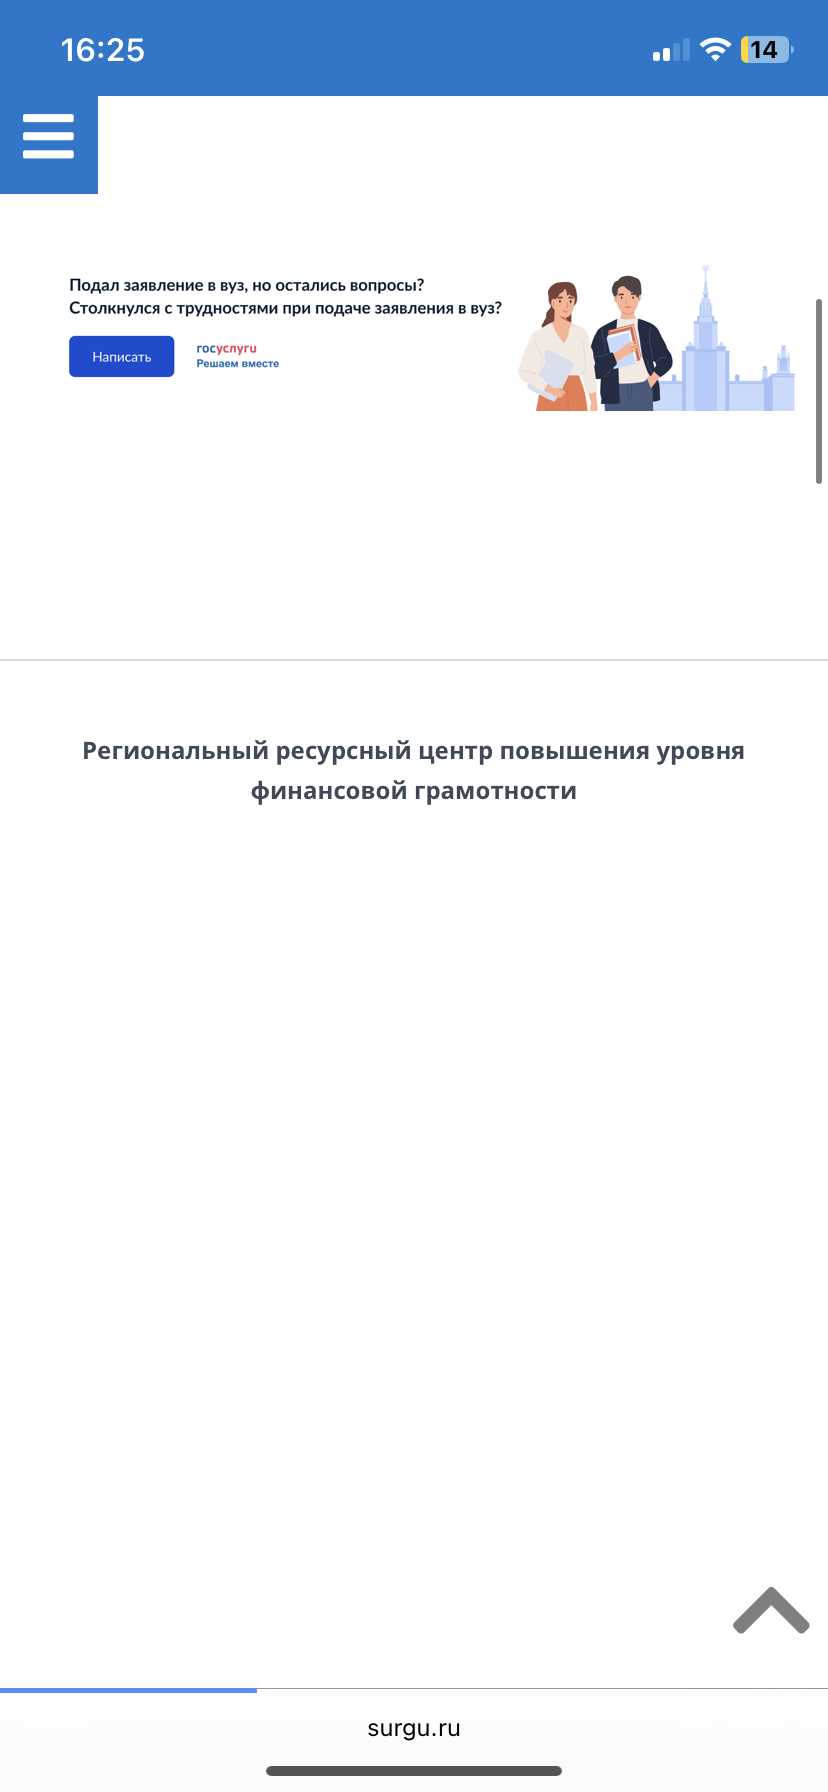 16:25
14
Подал заявление в вуз, но остались вопросы?
Столкнулся с трудностями при подаче заявления в вуз?
Написать
госуслуги
Решаем вместе
Региональный ресурсный центр повышения уровня
финансовой грамотности
surgu.ru